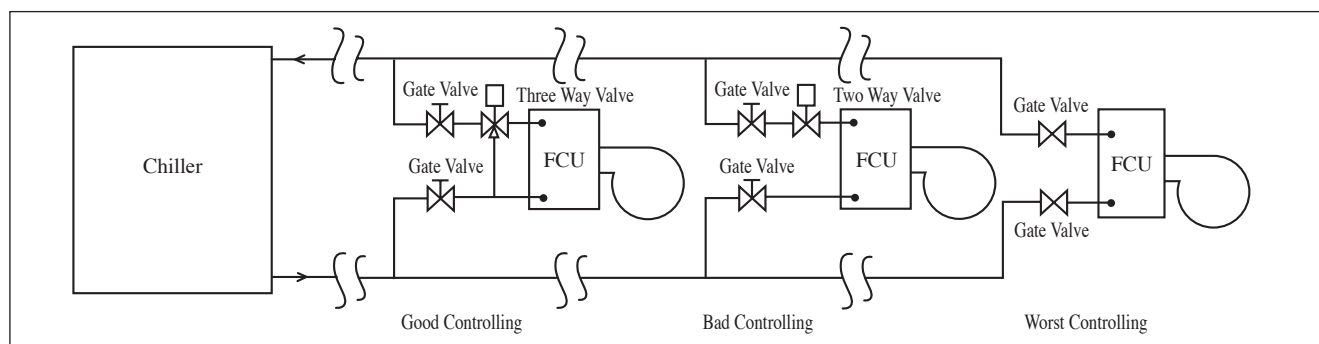 Chiller
Gate Valve
Three Way Valve
FCU
Gate Valve
Gate Valve
Two Way Valve
FCU
Gate Valve
Gate Valve
FCU
Gate Valve
Good Controlling
Bad Controlling
Worst Controlling